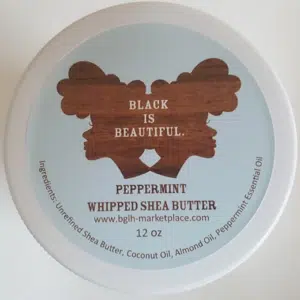 BLACK
IS
BEAUTIFUL.
PEPPERMINT
WHIPPED SHEA BUTTER
www.bglh-marketplace.com
12 oz
Ingredients: Unrefined Shea Butter, Coconut Oil, Almond Oil, Peppermint Essential Oil